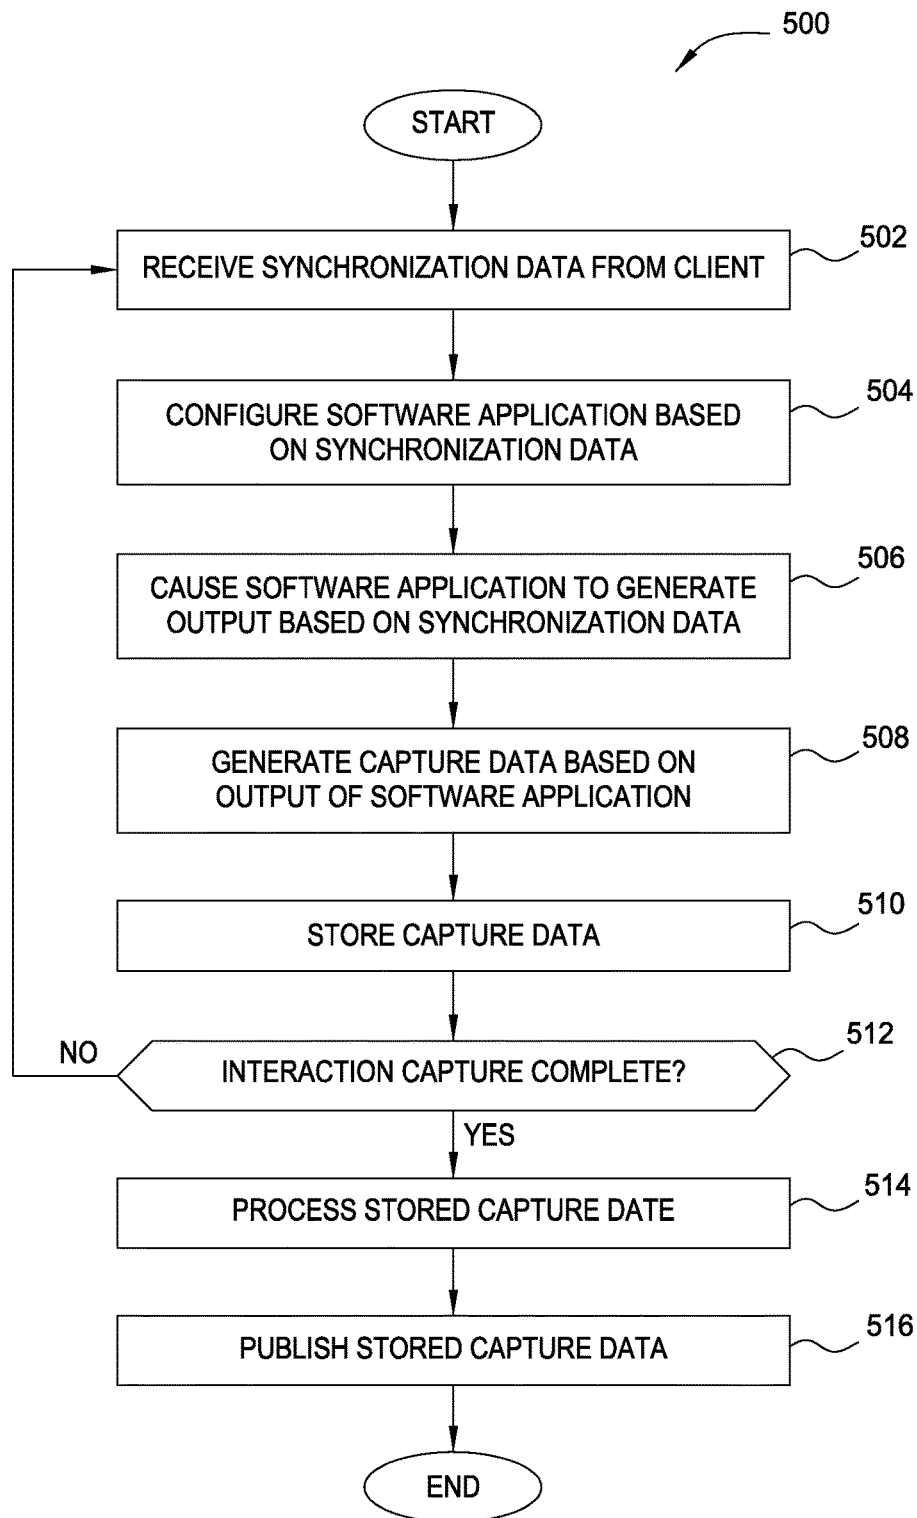 500
START
RECEIVE SYNCHRONIZATION DATA FROM CLIENT
502
CONFIGURE SOFTWARE APPLICATION BASED
ON SYNCHRONIZATION DATA
504
CAUSE SOFTWARE APPLICATION TO GENERATE
OUTPUT BASED ON SYNCHRONIZATION DATA
506
GENERATE CAPTURE DATA BASED ON
OUTPUT OF SOFTWARE APPLICATION
508
STORE CAPTURE DATA
510
NO
INTERACTION CAPTURE COMPLETE?
512
YES
PROCESS STORED CAPTURE DATE
514
PUBLISH STORED CAPTURE DATA
516
END